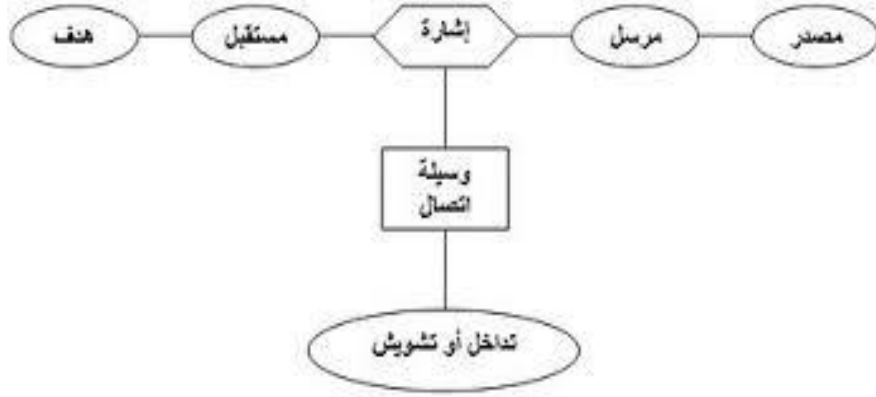 مصدر
مرسل
إشارة
مستقبل
هدف
وسيلة
اتصال
تداخل أو تشويش